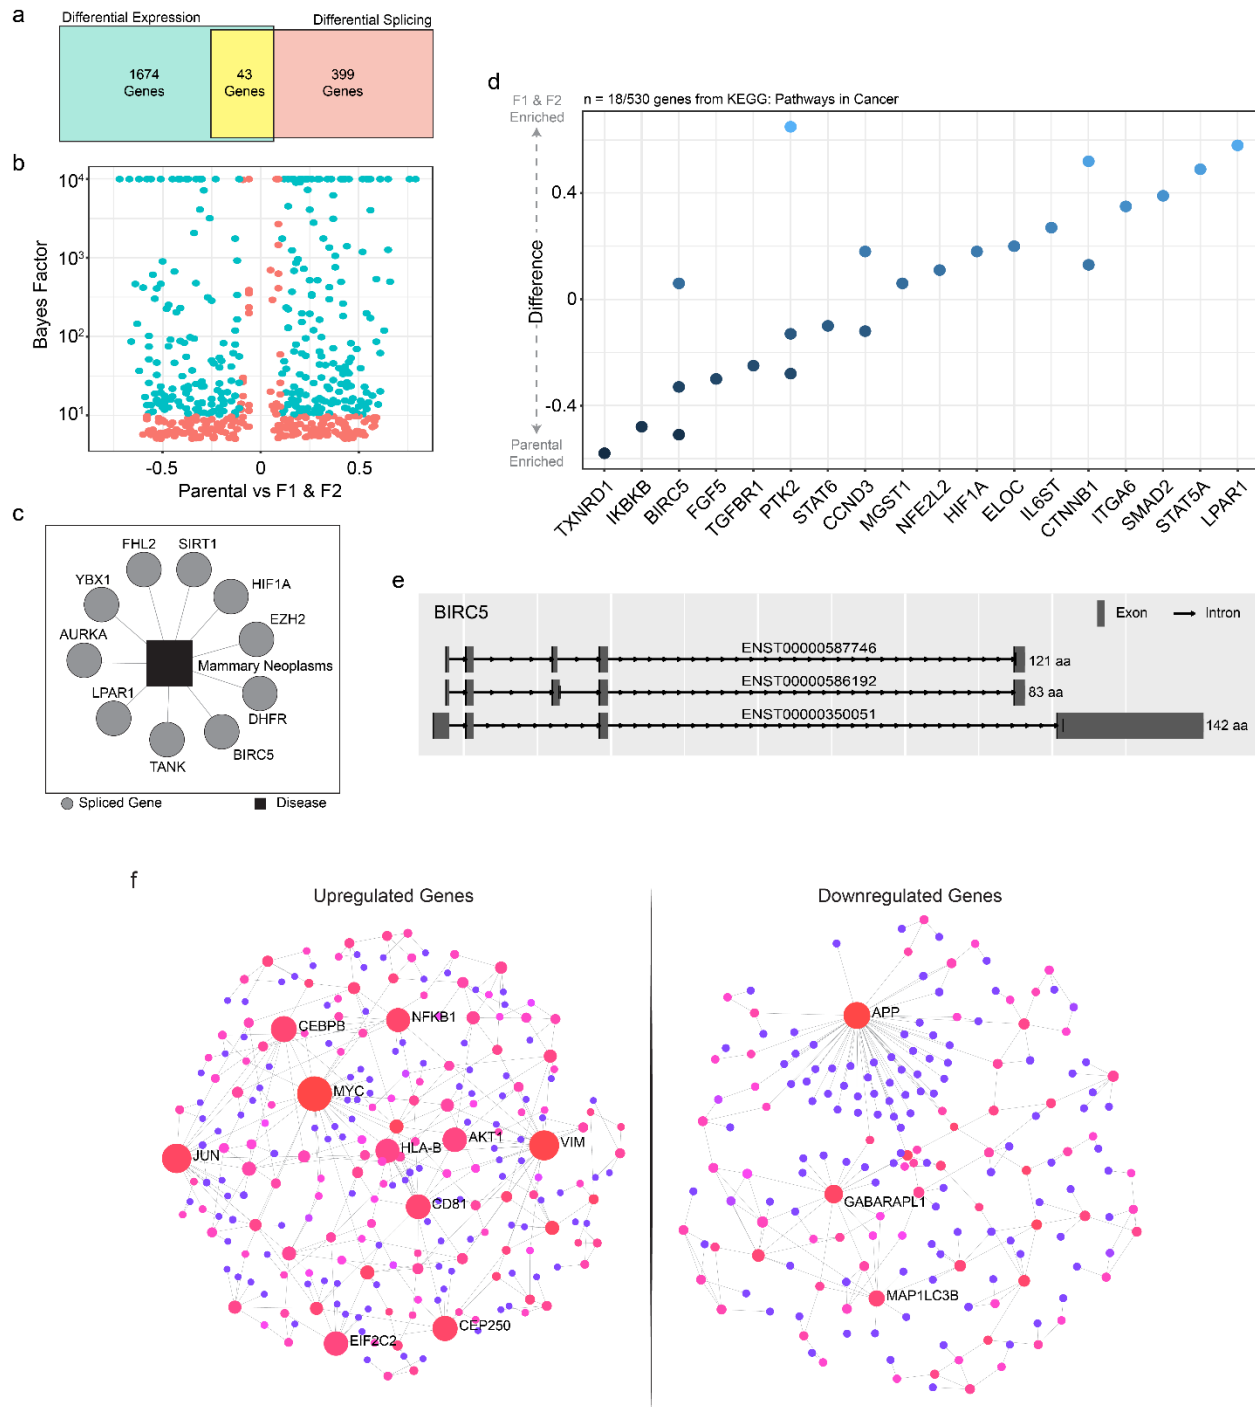 a
Differential Expression
Differential Splicing
1674
Genes
43
Genes
399
Genes
b
Bayes Factor
10⁴
10³
10²
10¹
-0.5
0
0.5
Parental vs F1 & F2
c
FHL2
SIRT1
YBX1
HIF1A
AURKA
EZH2
Mammary Neoplasms
LPAR1
DHFR
TANK
BIRC5
Spliced Gene
Disease
d
n = 18/530 genes from KEGG: Pathways in Cancer
F1 & F2
Enriched
Difference
Parental
Enriched
0.4
0
-0.4
TXNRD1
IKBKB
BIRC5
FGF5
TGFBR1
PTK2
STAT6
CCND3
MGST1
NFE2L2
HIF1A
ELOC
IL6ST
CTNNB1
ITGA6
SMAD2
STAT5A
LPAR1
e
BIRC5
Exon
Intron
ENST00000587746
121 aa
ENST00000586192
83 aa
ENST00000350051
142 aa
f
Upregulated Genes
CEBPB
NFKB1
MYC
JUN
HLA-B
AKT1
VIM
CD81
EIF2C2
CEP250
Downregulated Genes
APP
GABARAPL1
MAP1LC3B